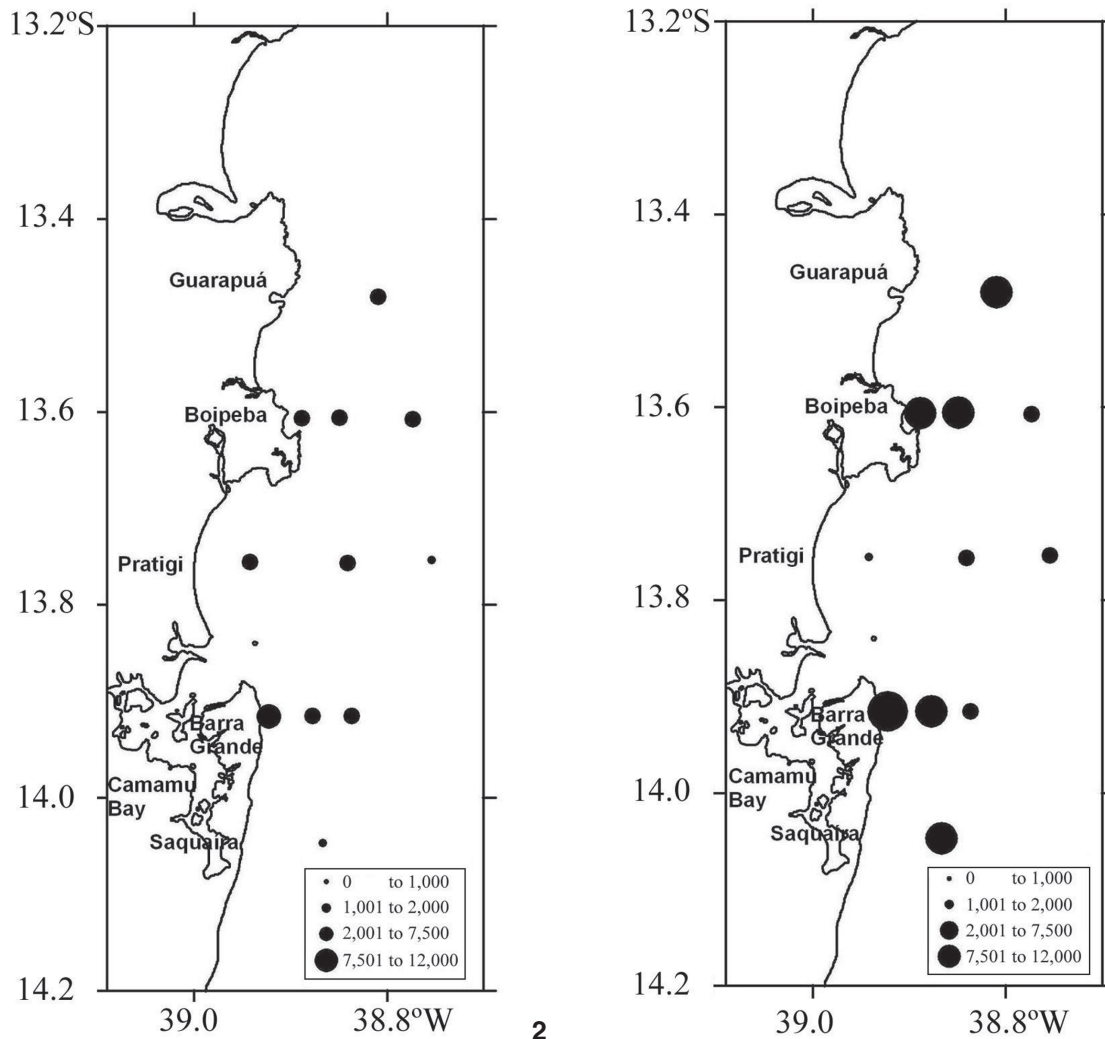 13.2ºS
13.4
13.6
13.8
14.0
14.2
39.0
38.8ºW
Guarapuá
Boipeba
Pratigi
Barra
Grande
Camamu
Bay
Saquaíra
0 to 1,000
1,001 to 2,000
2,001 to 7,500
7,501 to 12,000
2
13.2ºS
13.4
13.6
13.8
14.0
14.2
39.0
38.8ºW
Guarapuá
Boipeba
Pratigi
Barra
Grande
Camamu
Bay
Saquaíra
0 to 1,000
1,001 to 2,000
2,001 to 7,500
7,501 to 12,000